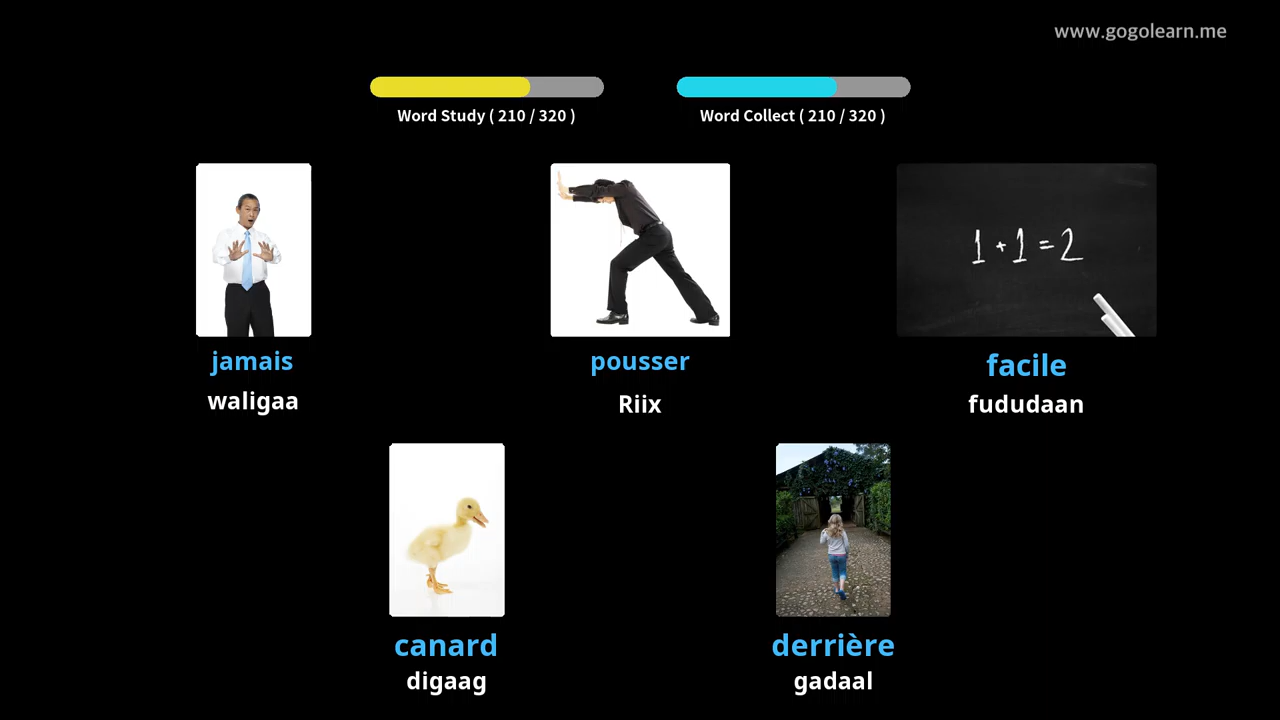 www.gogolearn.me
Word Study ( 210 / 320 )
Word Collect ( 210 / 320 )
1 + 1 = 2
jamais
waligaa
pousser
Riix
facile
fududaan
canard
digaag
derrière
gadaal